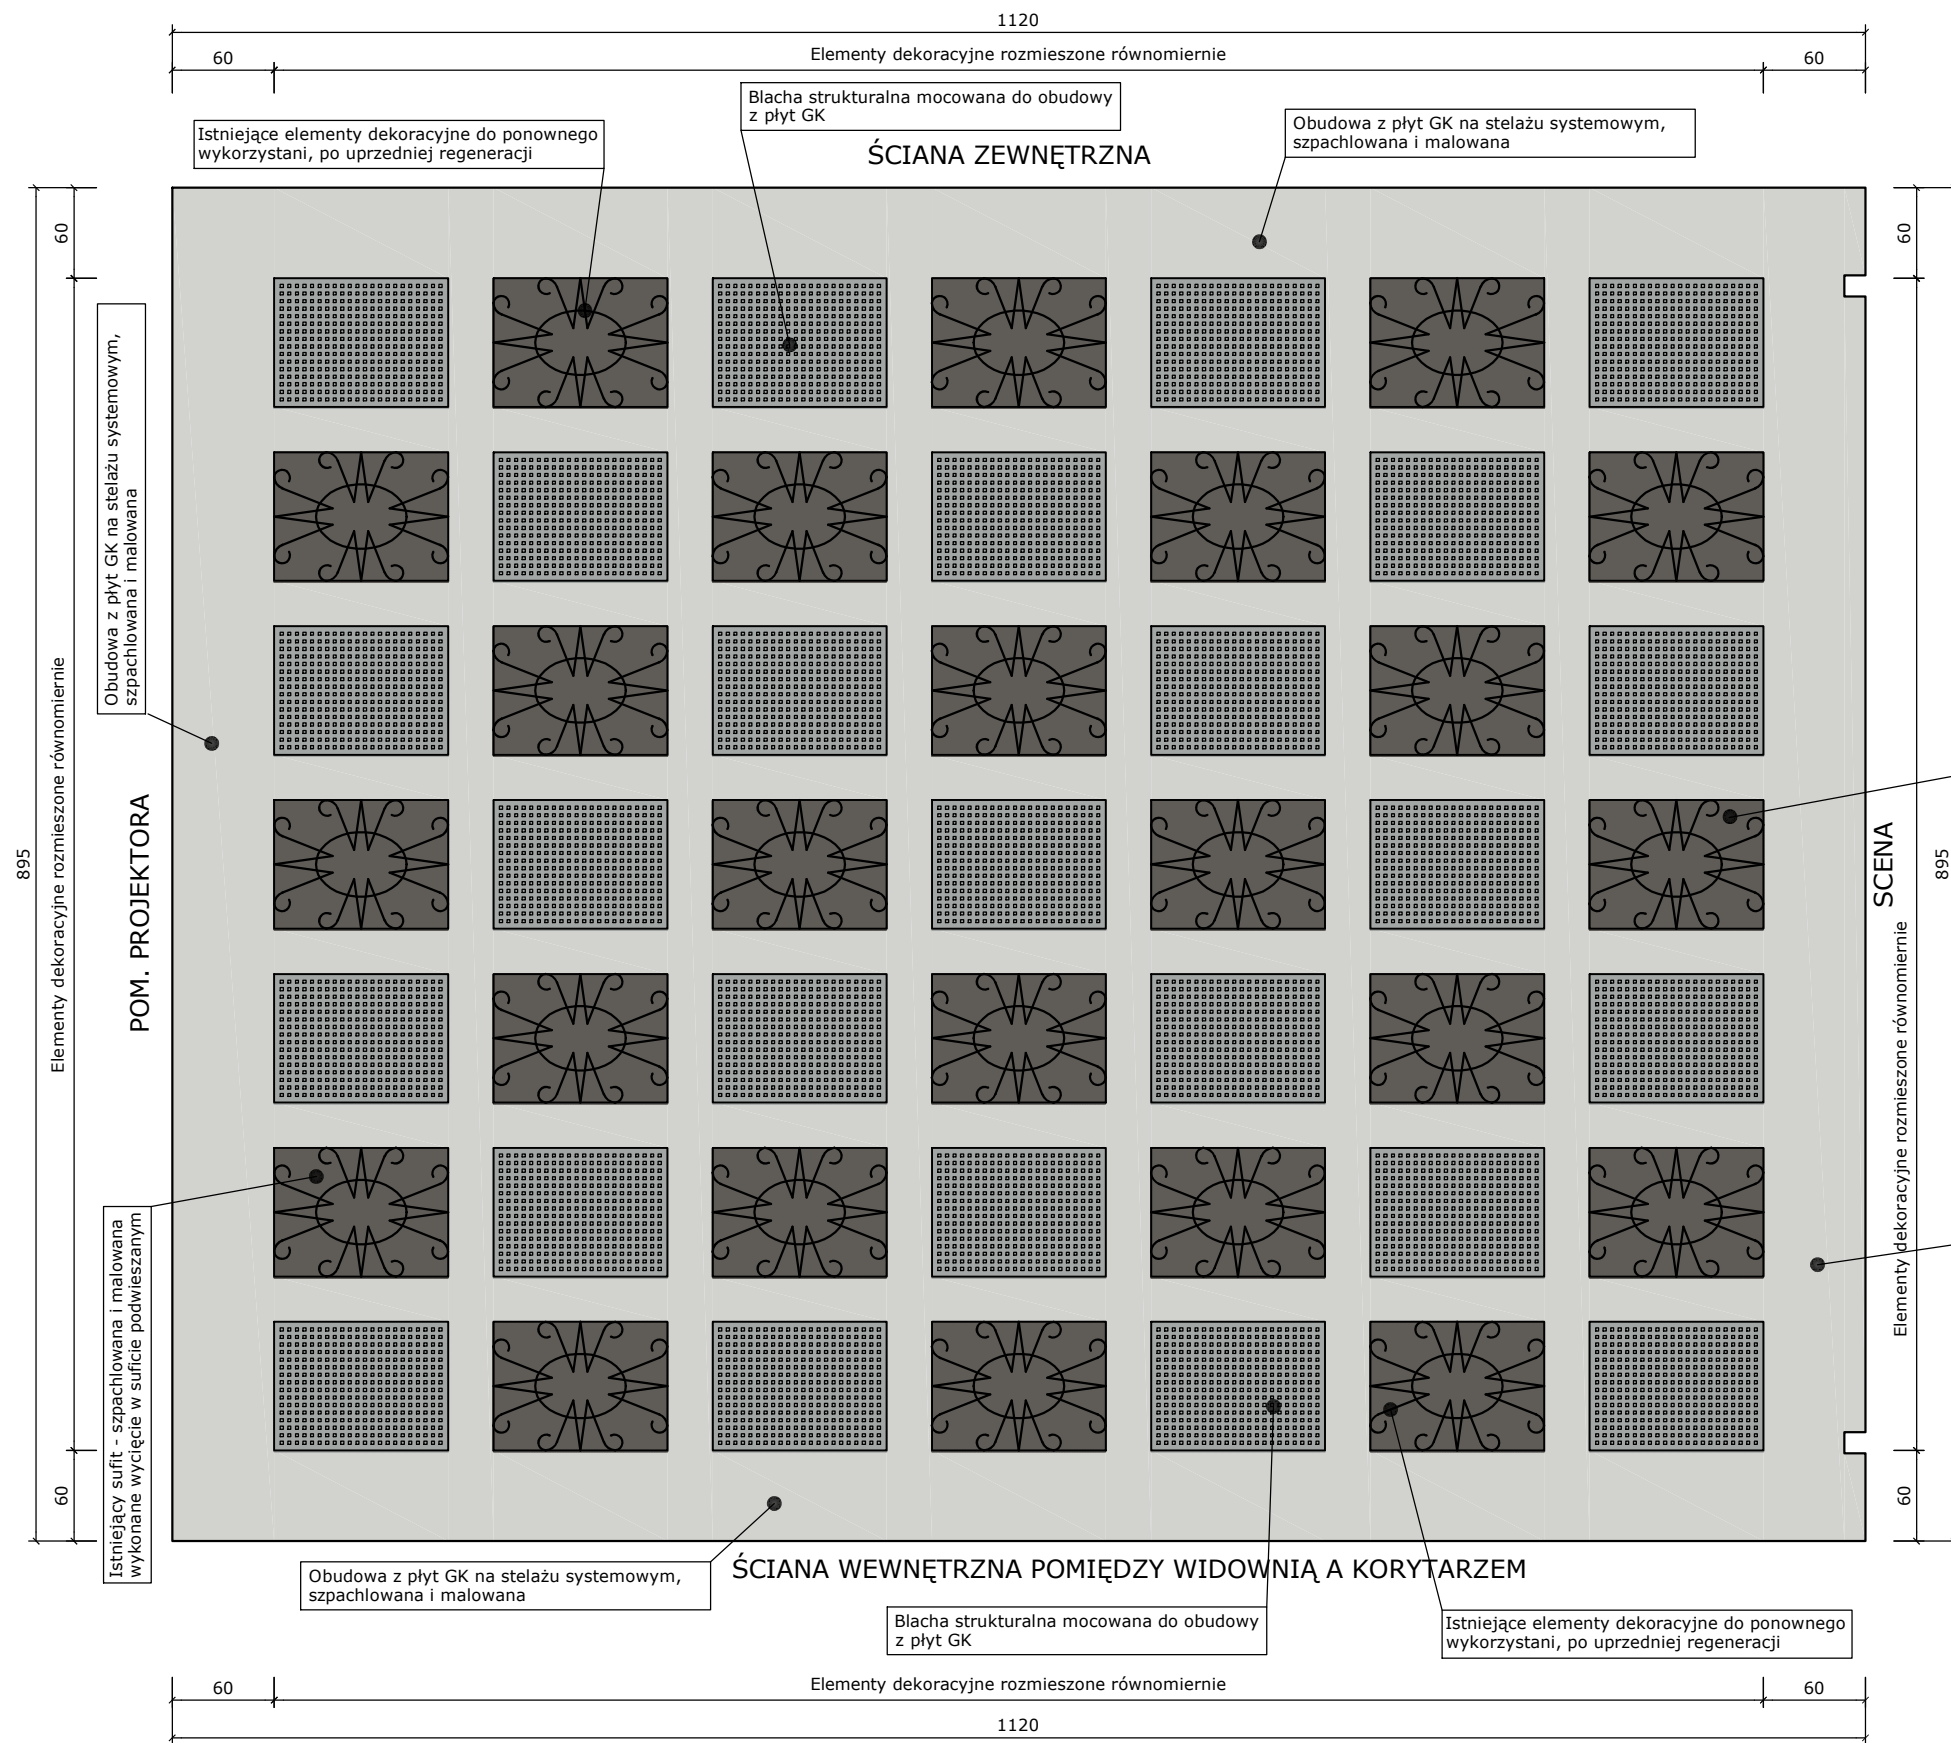 1120
60
Elementy dekoracyjne rozmieszone równomiernie
60
Blacha strukturalna mocowana do obudowy
z płyt GK
Istniejące elementy dekoracyjne do ponownego
wykorzystani, po uprzedniej regeneracji
Obudowa z płyt GK na stelażu systemowym,
szpachlowana i malowana
ŚCIANA ZEWNĘTRZNA
60
60
Obudowa z płyt GK na stelażu systemowym,
szpachlowana i malowana
895
Elementy dekoracyjne rozmieszone równomiernie
POM. PROJEKTORA
SCENA
895
Elementy dekoracyjne rozmieszone równomiernie
Istniejący sufit - szpachlowana i malowana
wykonane wycięcie w suficie podwieszanym
60
60
Obudowa z płyt GK na stelażu systemowym,
szpachlowana i malowana
ŚCIANA WEWNĘTRZNA POMIĘDZY WIDOWNIĄ A KORYTARZEM
Blacha strukturalna mocowana do obudowy
z płyt GK
Istniejące elementy dekoracyjne do ponownego
wykorzystani, po uprzedniej regeneracji
60
Elementy dekoracyjne rozmieszone równomiernie
60
1120